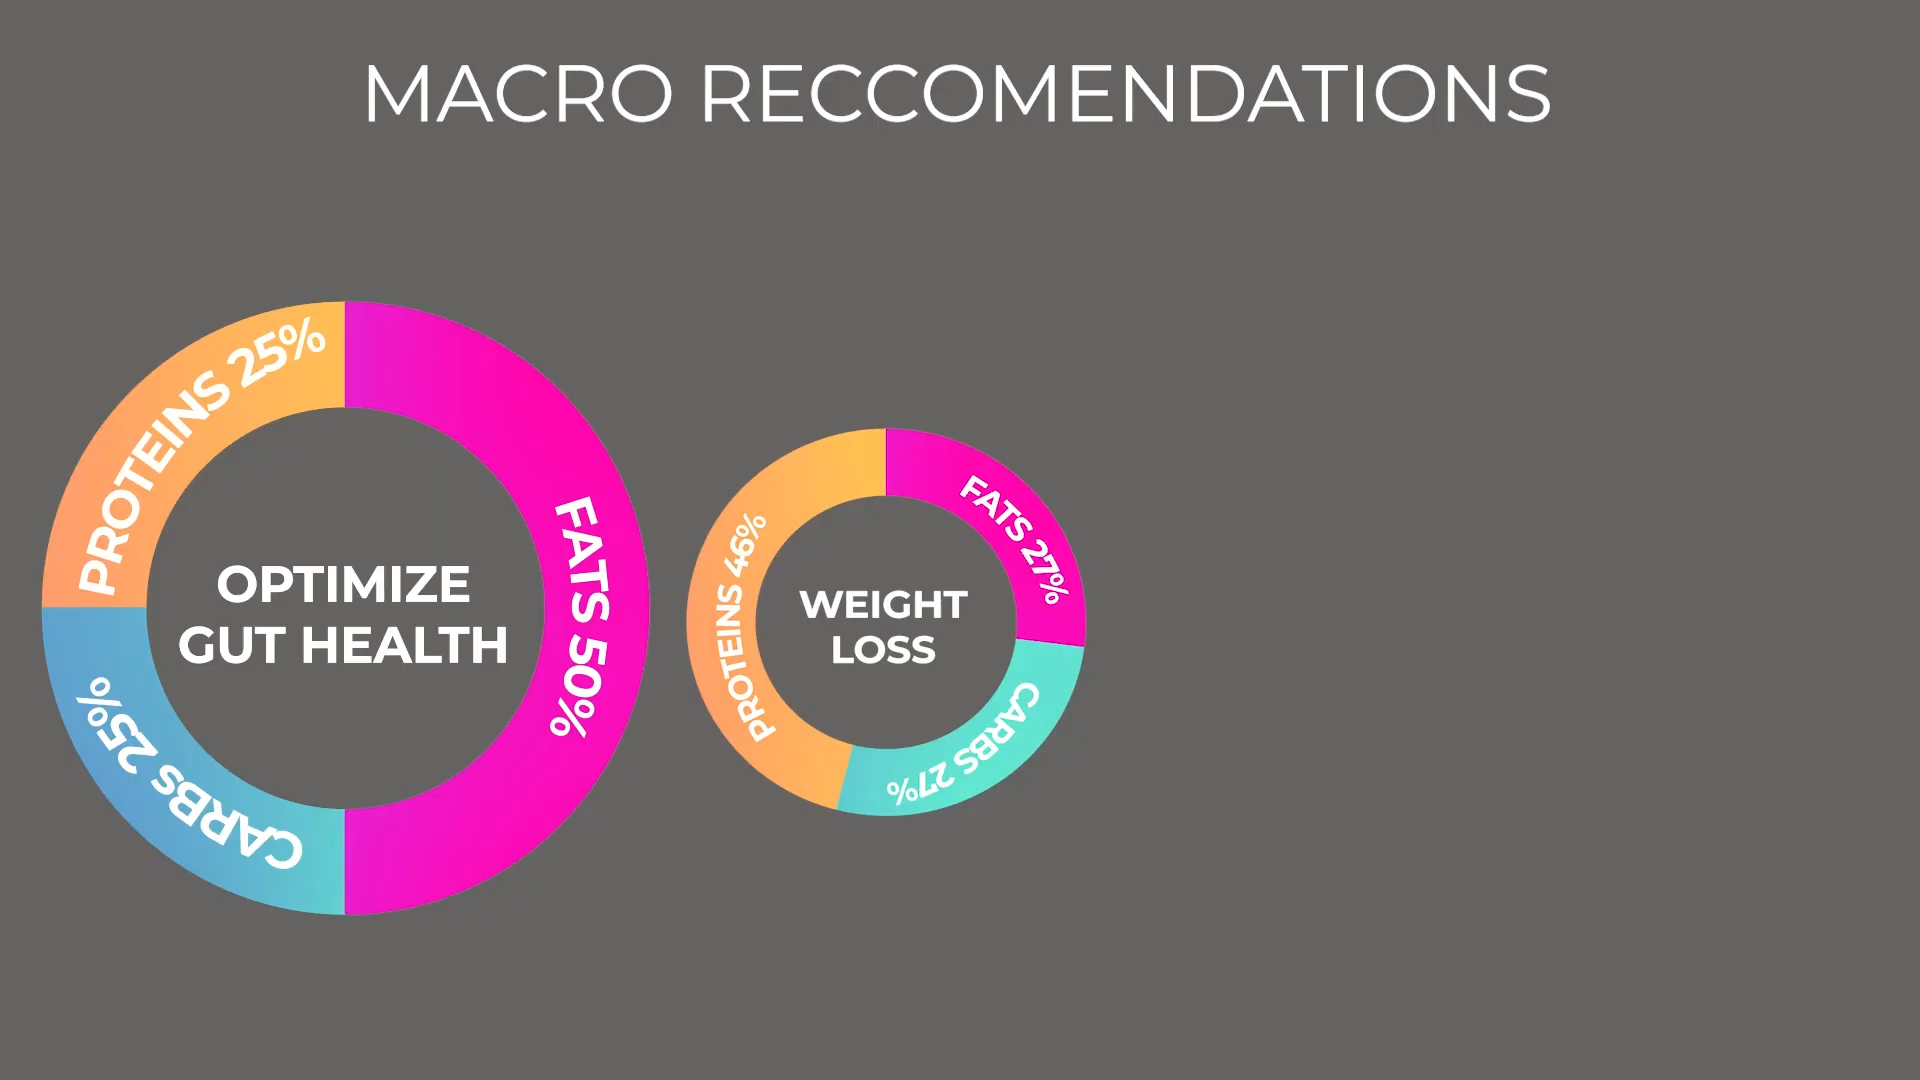 MACRO RECCOMENDATIONS
PROTEINS 25%
FATS 50%
CARBS 25%
OPTIMIZE
GUT HEALTH
PROTEINS 46%
FATS 27%
CARBS 27%
WEIGHT
LOSS